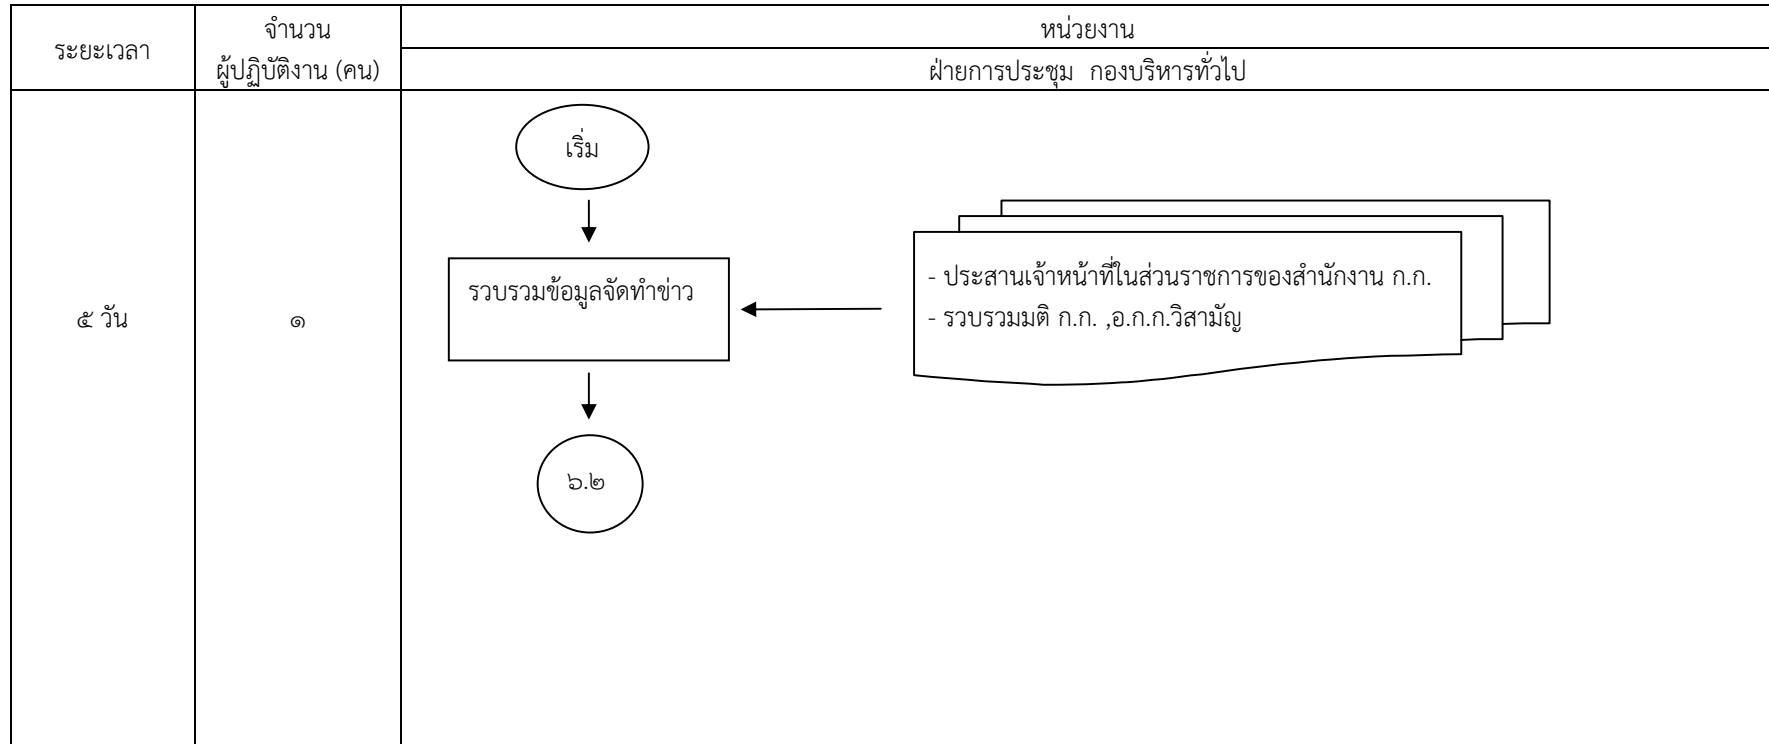 ระยะเวลา
จำนวน
ผู้ปฏิบัติงาน (คน)
หน่วยงาน
ฝ่ายการประชุม กองบริหารทั่วไป
เริ่ม
๕ วัน
๑
รวบรวมข้อมูลจัดทำข่าว
- ประสานเจ้าหน้าที่ในส่วนราชการของสำนักงาน ก.ก.
- รวบรวมมติ ก.ก. ,อ.ก.ก.วิสามัญ
๖.๒